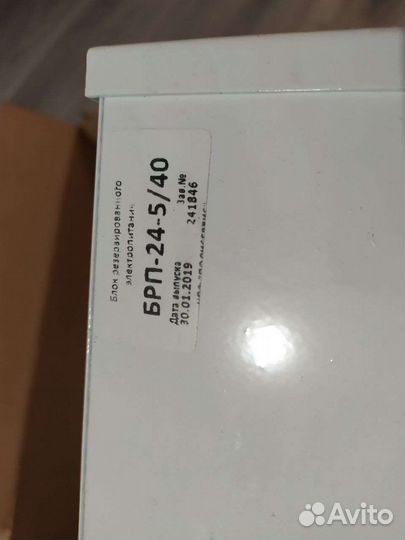 Блок резервированного
электропитания
БРП-24-5/40
Дата выпуска Зав.№
30.01.2019 241846
Avito